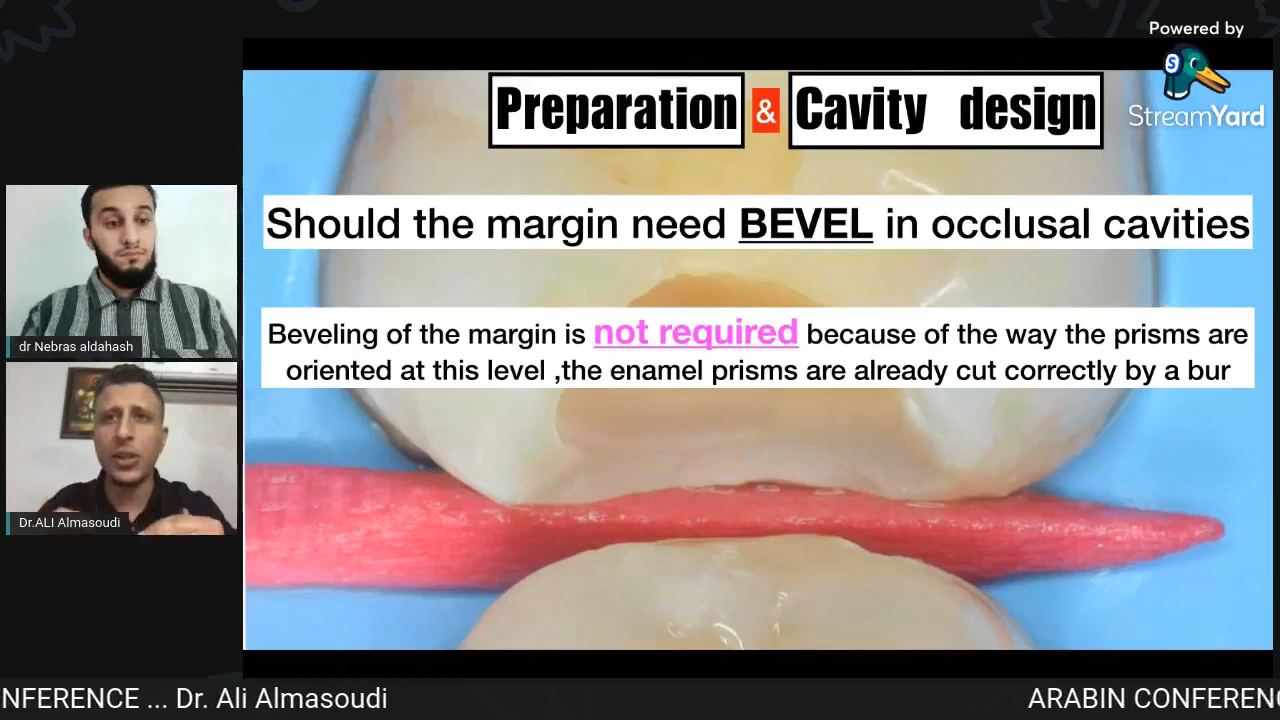 Powered by
StreamYard
Preparation & Cavity design
Should the margin need BEVEL in occlusal cavities
Beveling of the margin is not required because of the way the prisms are
oriented at this level ,the enamel prisms are already cut correctly by a bur
dr Nebras aldahash
Dr.ALI Almasoudi
NFERENCE ... Dr. Ali Almasoudi
ARABIN CONFEREN